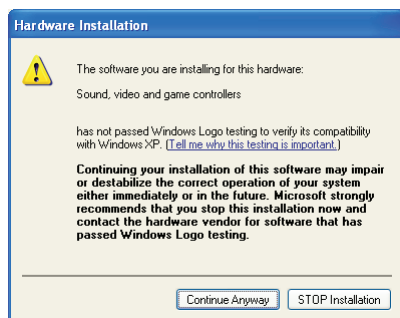 Hardware Installation
The software you are installing for this hardware:
Sound, video and game controllers
has not passed Windows Logo testing to verify its compatibility
with Windows XP. (Tell me why this testing is important.)
Continuing your installation of this software may impair
or destabilize the correct operation of your system
either immediately or in the future. Microsoft strongly
recommends that you stop this installation now and
contact the hardware vendor for software that has
passed Windows Logo testing.
Continue Anyway
STOP Installation